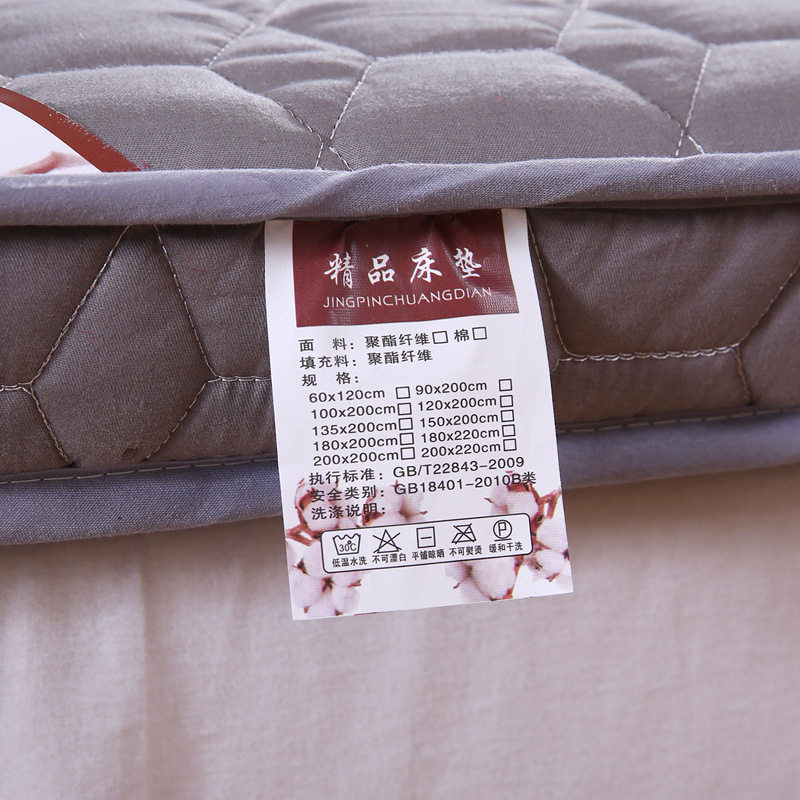 精品床垫
JINGPINCHUANGDIAN
面 料：聚酯纤维□ 棉□
填充料：聚酯纤维
规 格：
60x120cm□ 90x200cm□
100x200cm□ 120x200cm□
135x200cm□ 150x200cm□
180x200cm□ 180x220cm□
200x200cm□ 200x220cm□
执行标准：GB/T22843-2009
安全类别：GB18401-2010B类
洗涤说明：
30C P
低温水洗 不可漂白 平铺晾晒 不可熨烫 缓和干洗